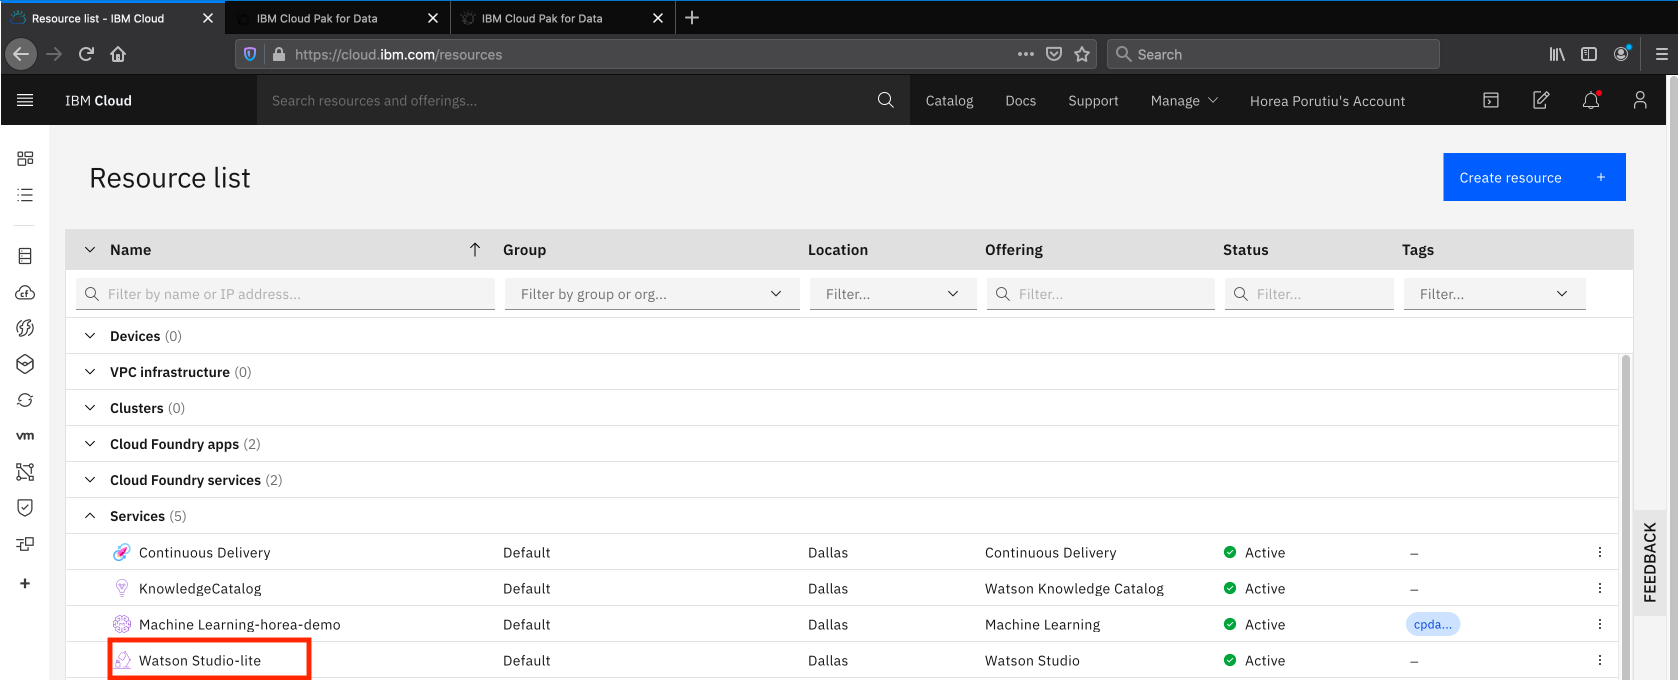 Resource list - IBM Cloud
IBM Cloud Pak for Data
IBM Cloud Pak for Data
https://cloud.ibm.com/resources
Search
IBM Cloud
Search resources and offerings...
Catalog
Docs
Support
Manage
Horea Porutiu's Account
Resource list
Create resource +
Name
Group
Location
Offering
Status
Tags
Filter by name or IP address...
Filter by group or org...
Filter...
Filter...
Filter...
Filter...
Devices (0)
VPC infrastructure (0)
Clusters (0)
Cloud Foundry apps (2)
Cloud Foundry services (2)
Services (5)
Continuous Delivery Default Dallas Continuous Delivery Active –
KnowledgeCatalog Default Dallas Watson Knowledge Catalog Active –
Machine Learning-horea-demo Default Dallas Machine Learning Active cpda...
Watson Studio-lite Default Dallas Watson Studio Active –
cf
vm
FEEDBACK